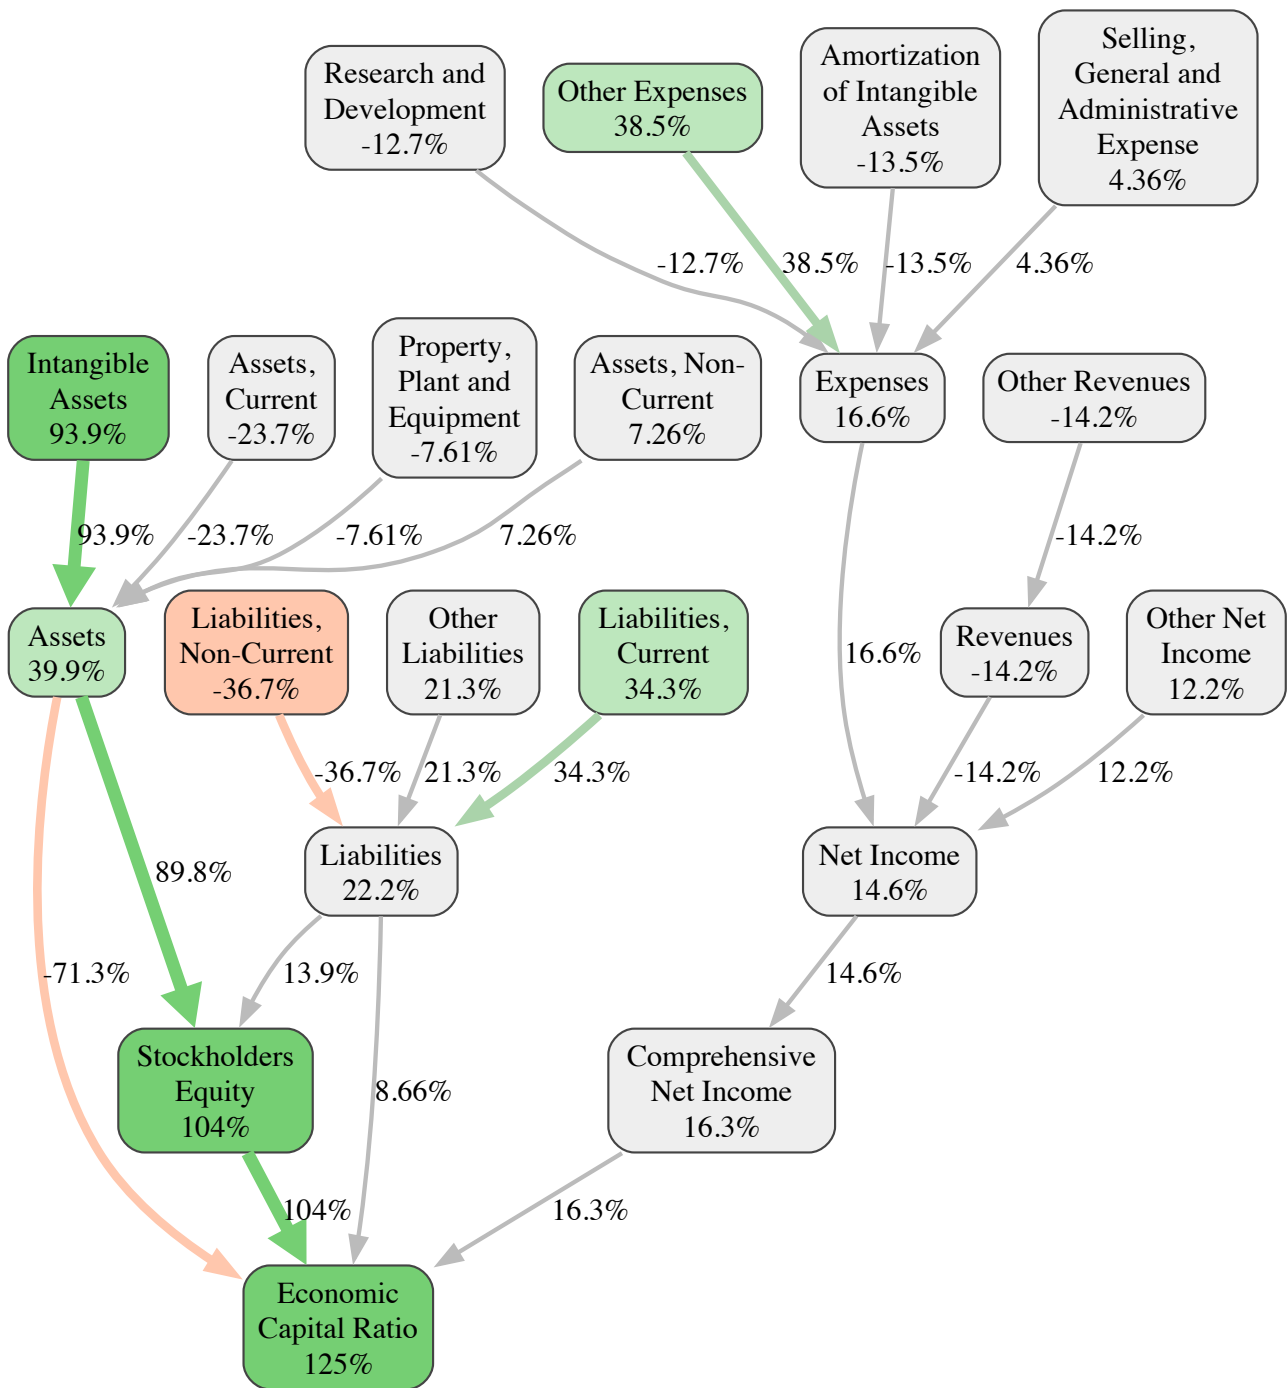 Research and
Development
-12.7%
Other Expenses
38.5%
Amortization
of Intangible
Assets
-13.5%
Selling,
General and
Administrative
Expense
4.36%
-12.7%
38.5%
-13.5%
4.36%
Intangible
Assets
93.9%
Assets,
Current
-23.7%
Property,
Plant and
Equipment
-7.61%
Assets, Non-
Current
7.26%
Expenses
16.6%
Other Revenues
-14.2%
93.9%
-23.7%
-7.61%
7.26%
-14.2%
Assets
39.9%
Liabilities,
Non-Current
-36.7%
Other
Liabilities
21.3%
Liabilities,
Current
34.3%
16.6%
Revenues
-14.2%
Other Net
Income
12.2%
-36.7%
21.3%
34.3%
-14.2%
12.2%
89.8%
Liabilities
22.2%
Net Income
14.6%
-71.3%
13.9%
14.6%
Stockholders
Equity
104%
8.66%
Comprehensive
Net Income
16.3%
104%
16.3%
Economic
Capital Ratio
125%